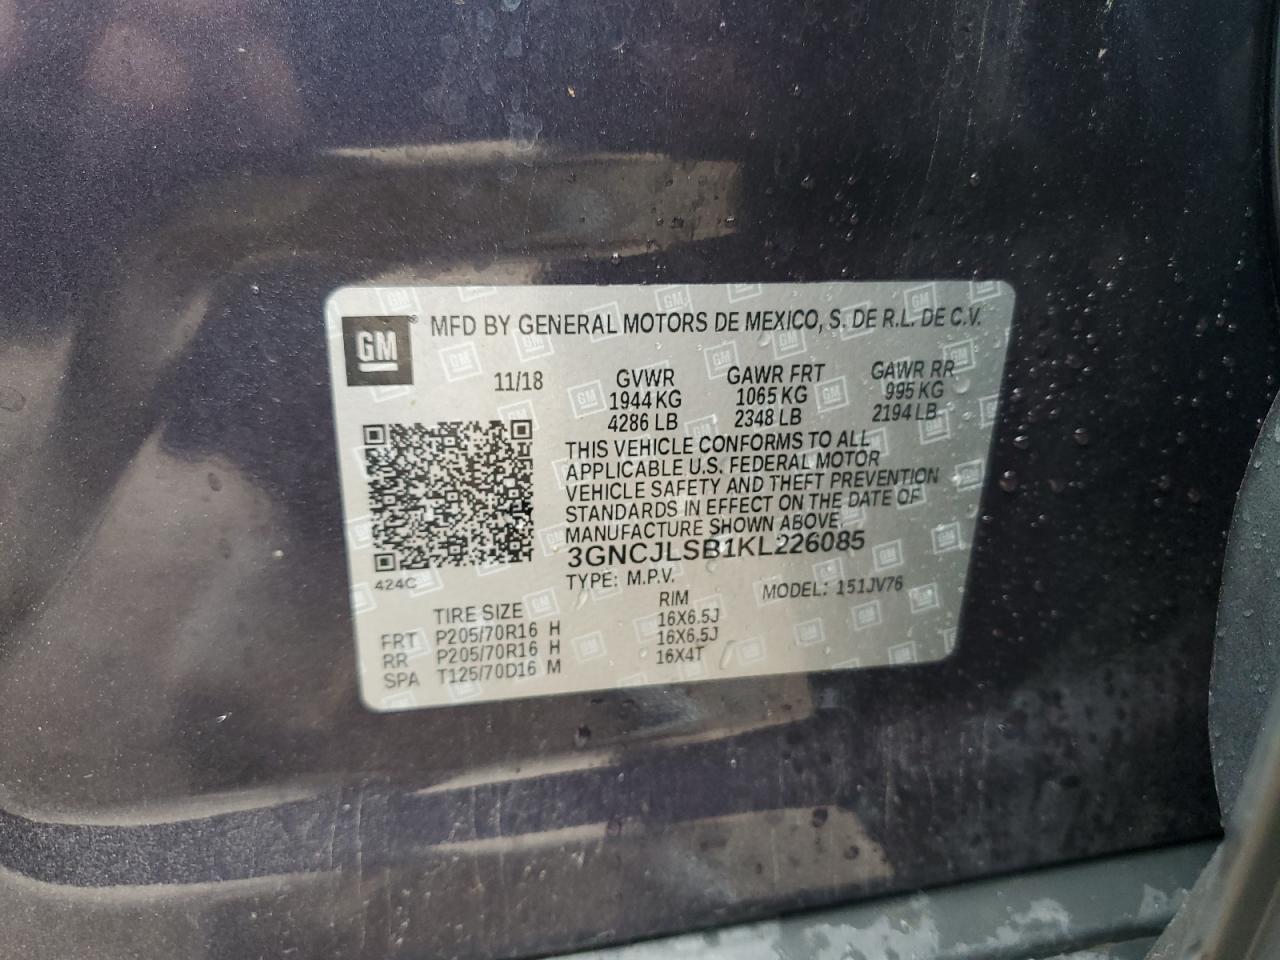 GM® MFD BY GENERAL MOTORS DE MEXICO, S. DE R.L. DE C.V.
11/18 GVWR GAWR FRT GAWR RR
1944 KG 1065 KG 995 KG
4286 LB 2348 LB 2194 LB
THIS VEHICLE CONFORMS TO ALL
APPLICABLE U.S. FEDERAL MOTOR
VEHICLE SAFETY AND THEFT PREVENTION
STANDARDS IN EFFECT ON THE DATE OF
MANUFACTURE SHOWN ABOVE.
3GNCJLSB1KL226085
424C
TYPE: M.P.V. MODEL: 151JV76
TIRE SIZE RIM
FRT P205/70R16 H 16X6.5J
RR P205/70R16 H 16X6.5J
SPA T125/70D16 M 16X4T